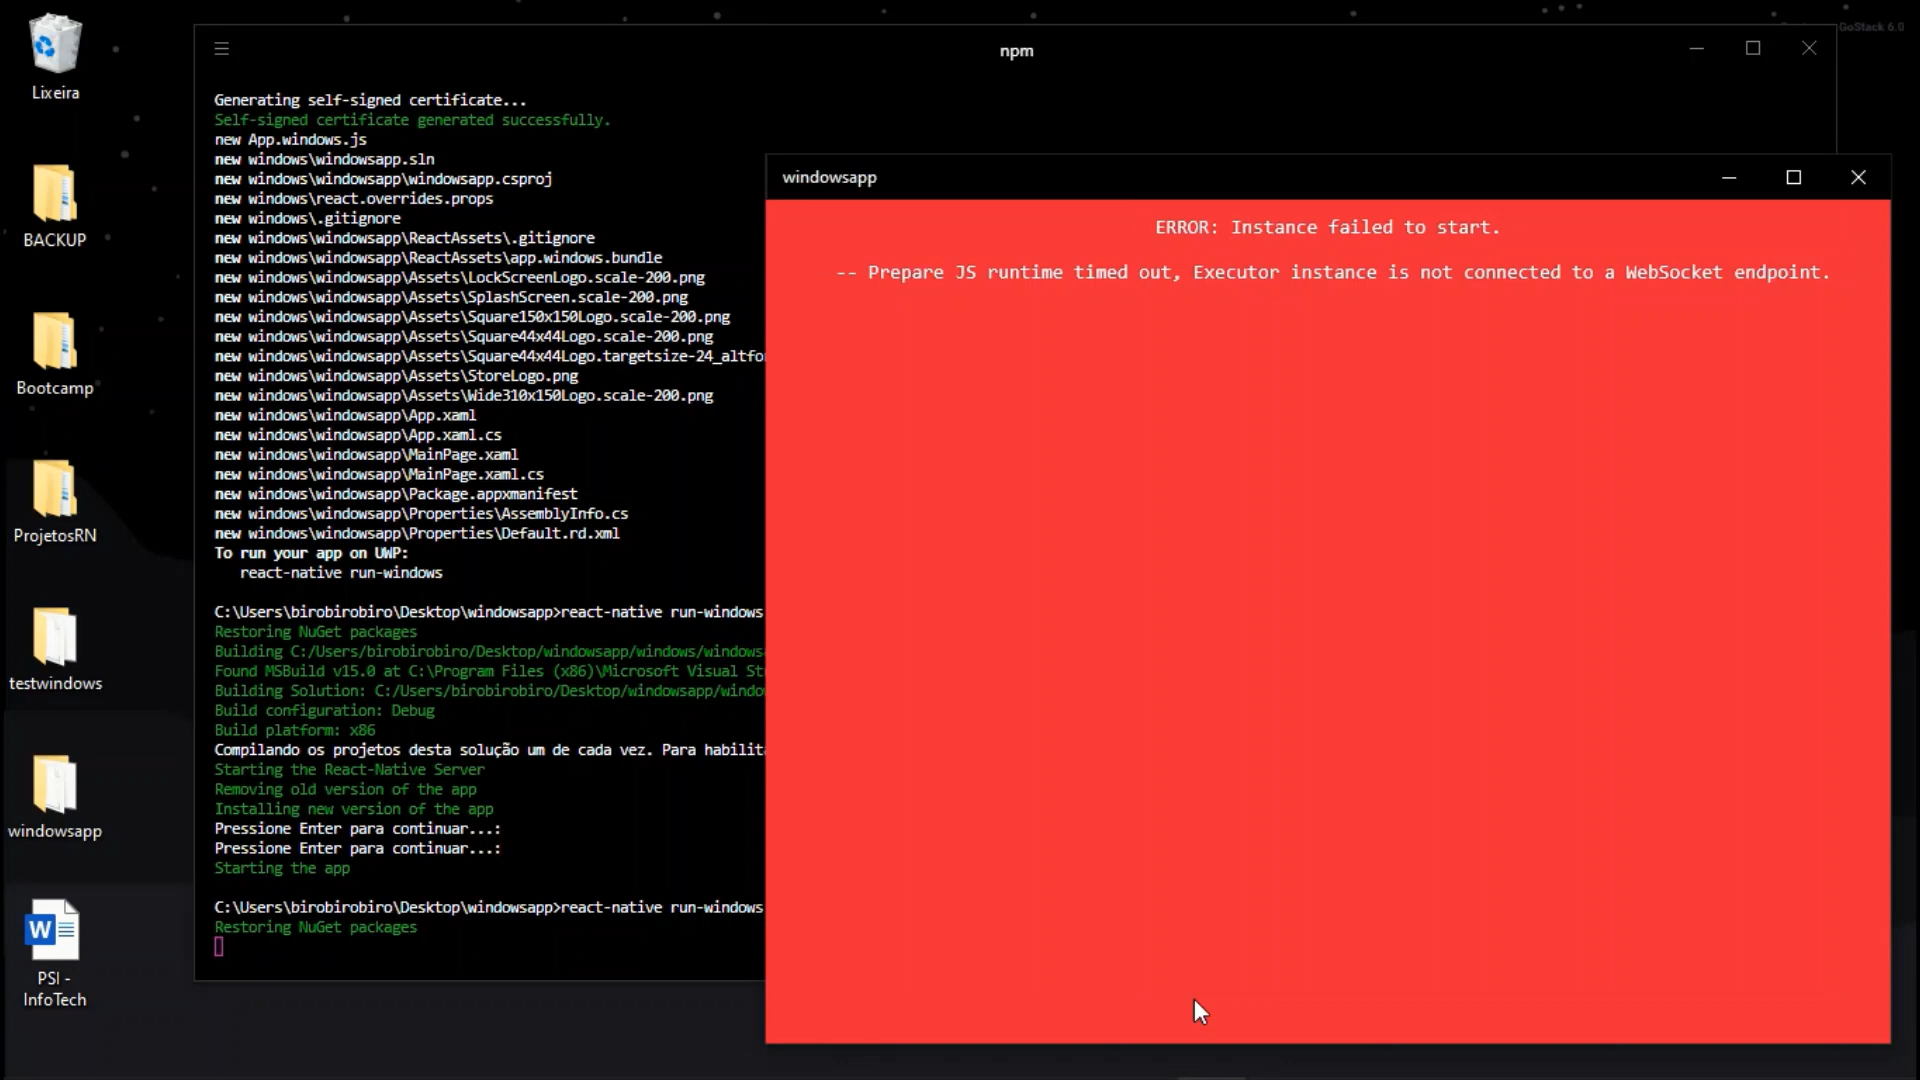 Lixeira
BACKUP
Bootcamp
ProjetosRN
testwindows
windowsapp
W
PSI -
InfoTech
GoStack 6.0
npm
Generating self-signed certificate...
Self-signed certificate generated successfully.
new App.windows.js
new windows\windowsapp.sln
new windows\windowsapp\windowsapp.csproj
new windows\react.overrides.props
new windows\.gitignore
new windows\windowsapp\ReactAssets\.gitignore
new windows\windowsapp\ReactAssets\app.windows.bundle
new windows\windowsapp\Assets\LockScreenLogo.scale-200.png
new windows\windowsapp\Assets\SplashScreen.scale-200.png
new windows\windowsapp\Assets\Square150x150Logo.scale-200.png
new windows\windowsapp\Assets\Square44x44Logo.scale-200.png
new windows\windowsapp\Assets\Square44x44Logo.targetsize-24_altfo
new windows\windowsapp\Assets\StoreLogo.png
new windows\windowsapp\Assets\Wide310x150Logo.scale-200.png
new windows\windowsapp\App.xaml
new windows\windowsapp\App.xaml.cs
new windows\windowsapp\MainPage.xaml
new windows\windowsapp\MainPage.xaml.cs
new windows\windowsapp\Package.appxmanifest
new windows\windowsapp\Properties\AssemblyInfo.cs
new windows\windowsapp\Properties\Default.rd.xml
To run your app on UWP:
react-native run-windows
C:\Users\birobirobiro\Desktop\windowsapp>react-native run-windows
Restoring NuGet packages
Building C:/Users/birobirobiro/Desktop/windowsapp/windows/windows
Found MSBuild v15.0 at C:\Program Files (x86)\Microsoft Visual St
Building Solution: C:/Users/birobirobiro/Desktop/windowsapp/windo
Build configuration: Debug
Build platform: x86
Compilando os projetos desta solução um de cada vez. Para habilit
Starting the React-Native Server
Removing old version of the app
Installing new version of the app
Pressione Enter para continuar...:
Pressione Enter para continuar...:
Starting the app
C:\Users\birobirobiro\Desktop\windowsapp>react-native run-windows
Restoring NuGet packages
windowsapp
ERROR: Instance failed to start.
-- Prepare JS runtime timed out, Executor instance is not connected to a WebSocket endpoint.